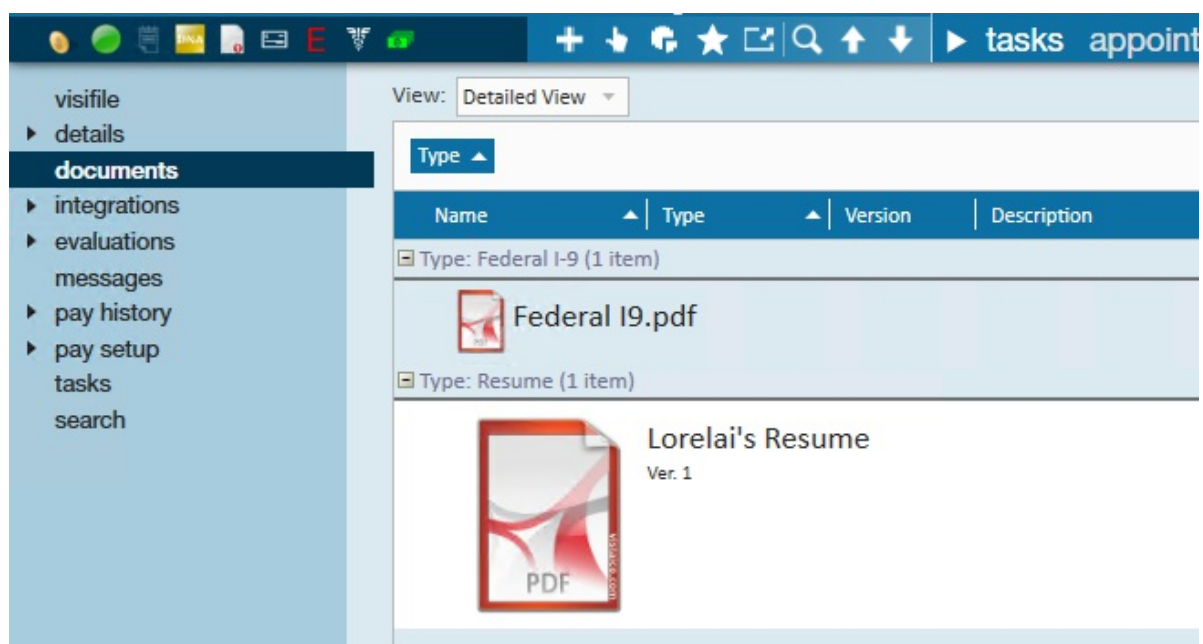 DNA
E
tasks appoint
visifile
details
documents
integrations
evaluations
messages
pay history
pay setup
tasks
search
View: Detailed View
Type
Name Type Version Description
Type: Federal I-9 (1 item)
PDF
Federal I9.pdf
Type: Resume (1 item)
Lorelai's Resume
Ver. 1
PDF